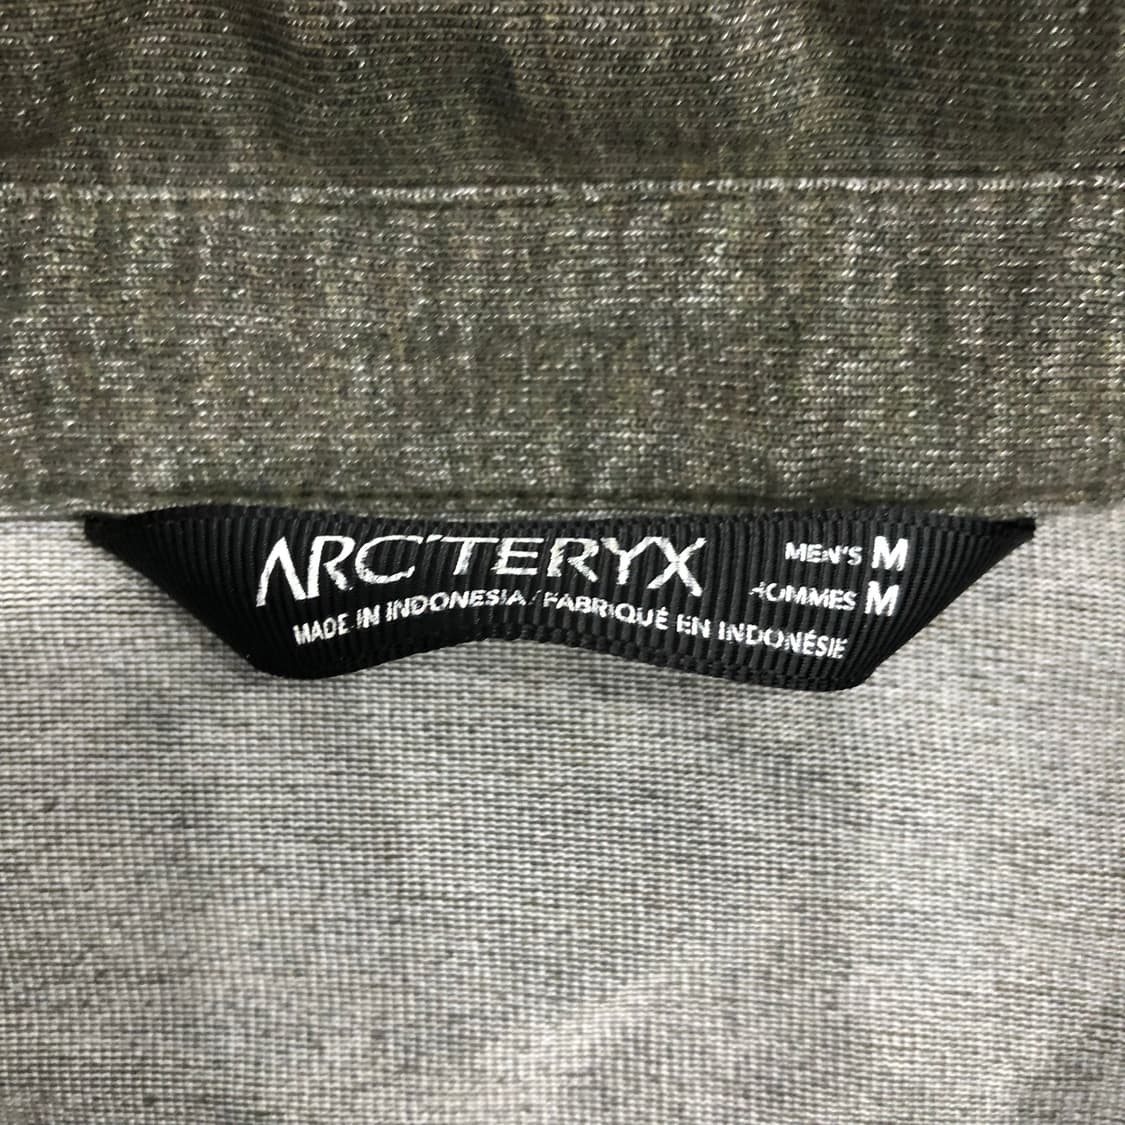 ARC'TERYX MEN'S M
HOMMES M
MADE IN INDONESIA / FABRIQUÉ EN INDONÉSIE